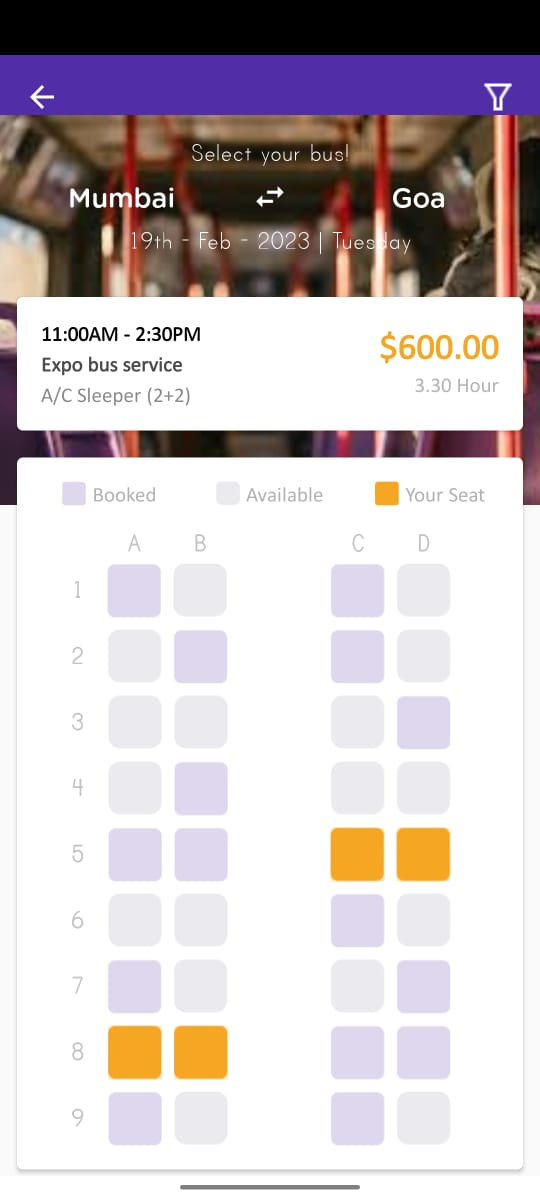 Select your bus!
Mumbai Goa
19th - Feb - 2023 | Tuesday
11:00AM - 2:30PM
$600.00
Expo bus service
3.30 Hour
A/C Sleeper (2+2)
Booked Available Your Seat
A B C D
1
2
3
4
5
6
7
8
9